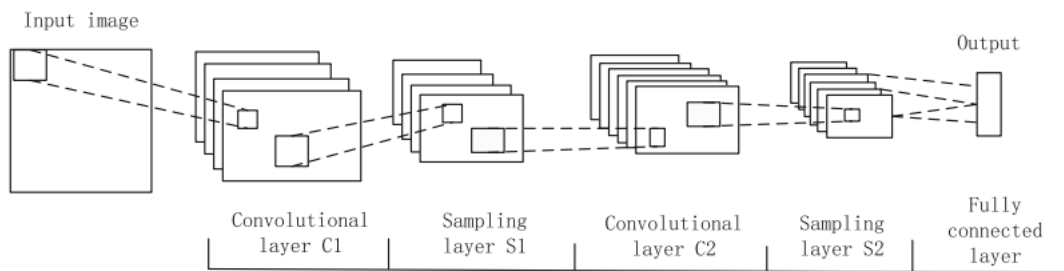 Input image
Output
Convolutional
layer C1
Sampling
layer S1
Convolutional
layer C2
Sampling
layer S2
Fully
connected
layer